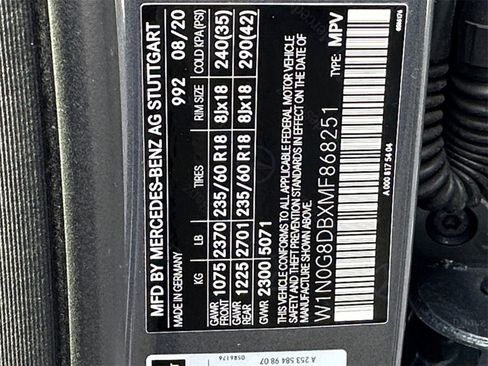 MFD BY MERCEDES-BENZ AG STUTTGART
MADE IN GERMANY 992 08/20
KG LB TIRES RIM SIZE COLD KPA (PSI)
GAWR FRONT 1075 2370 235/60 R18 8Jx18 240(35)
GAWR REAR 1225 2701 235/60 R18 8Jx18 290(42)
GVWR 2300 5071
THIS VEHICLE CONFORMS TO ALL APPLICABLE FEDERAL MOTOR VEHICLE
SAFETY AND THEFT PREVENTION STANDARDS IN EFFECT ON THE DATE OF
MANUFACTURE SHOWN ABOVE.
W1N0G8DBXMF868251 TYPE: MPV
A 000 817 54 04
A 253 584 98 07